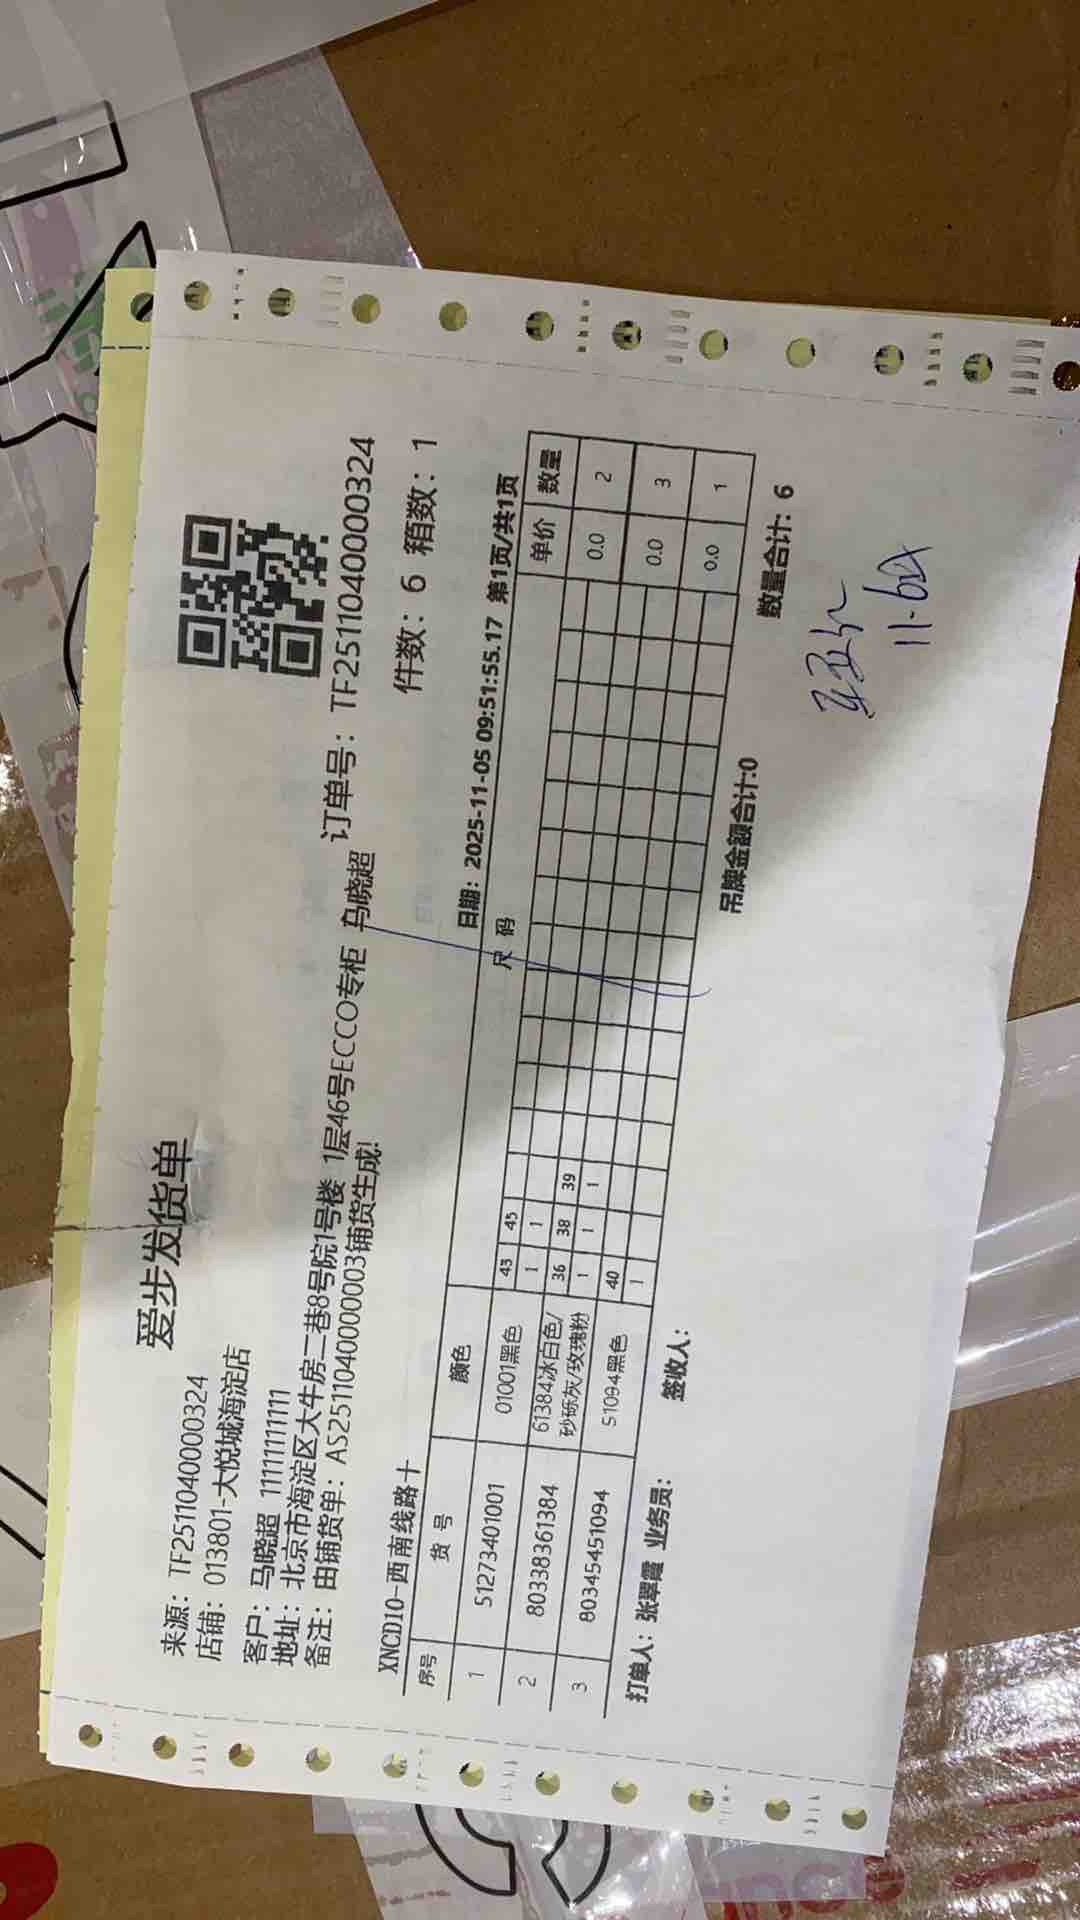 爱步发货单
来源：TF2511040000324
店铺：013801-大悦城海淀店
客户：马晓超 11111111111
地址：北京市海淀区大牛房二巷8号院1号楼 1层46号ECCO专柜 马晓超 订单号：TF2511040000324
备注：由铺货单：AS2511040000003铺货生成!
件数：6 箱数：1
XNCD10-西南线路十 日期：2025-11-05 09:51:55.17 第1页/共1页
序号 货 号 颜色 尺 码 单价 数量
43 45
1 51273401001 01001黑色 1 1 0.0 2
36 38 39
2 80338361384 61384冰白色/砂砾灰/玫瑰粉 1 1 1 0.0 3
40
3 80345451094 51094黑色 1 0.0 1
打单人：张翠霞 业务员： 签收人： 吊牌金额合计:0 数量合计: 6
11.6